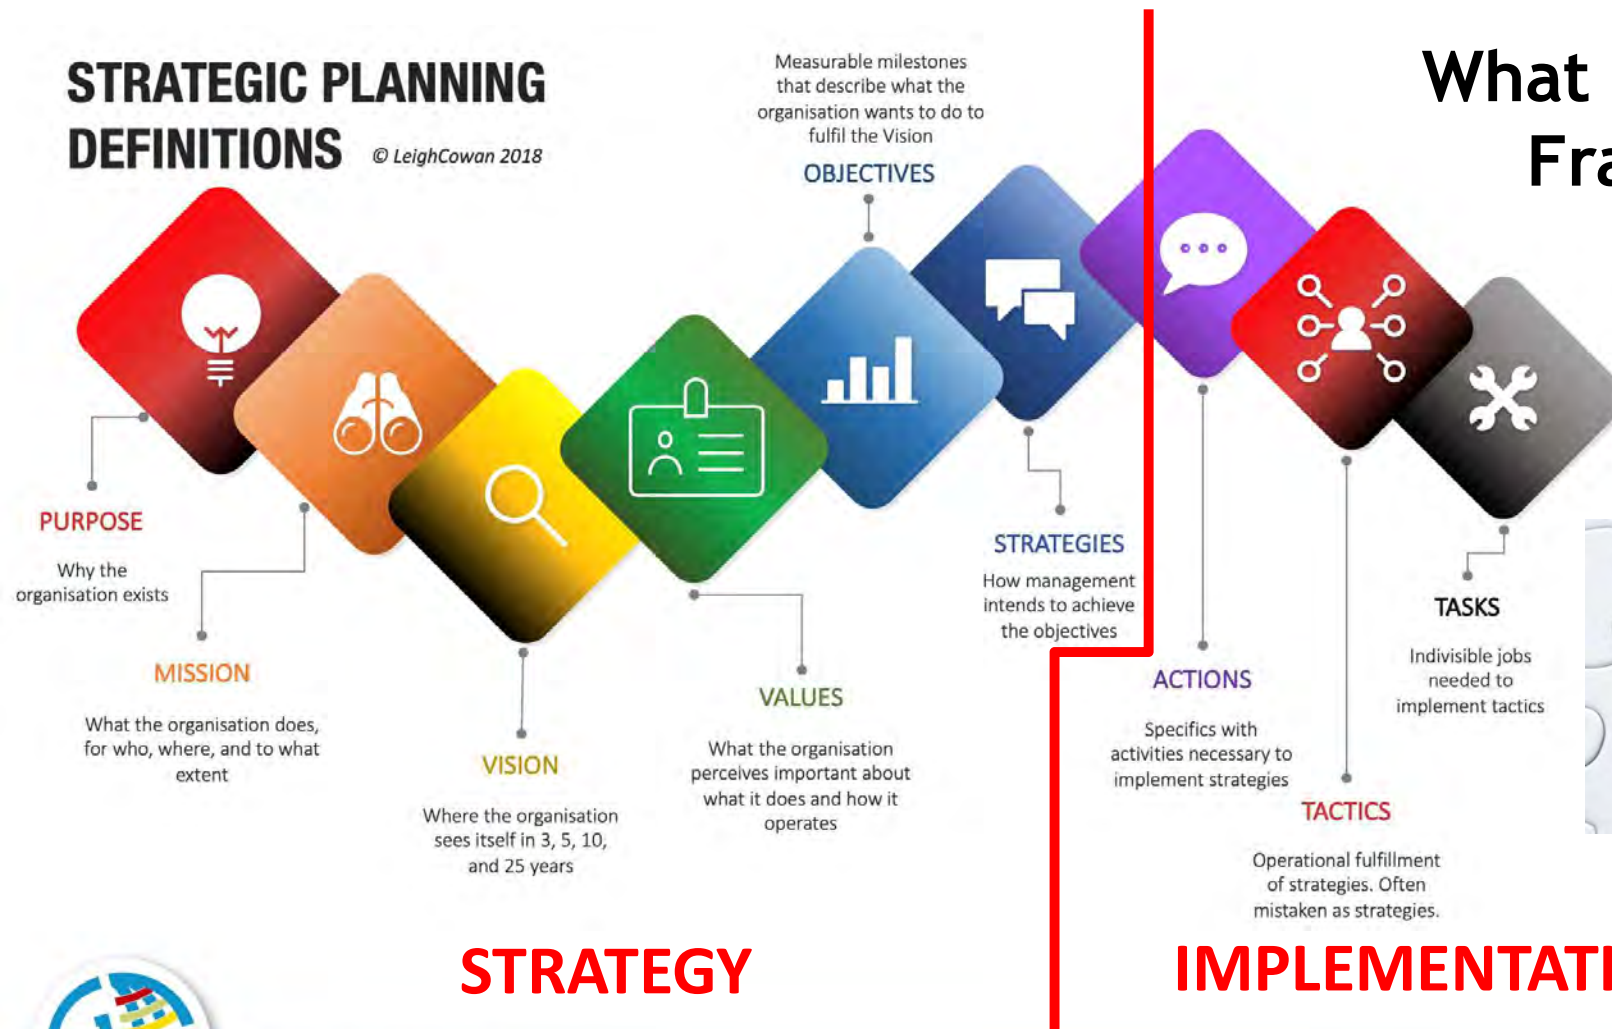 STRATEGIC PLANNING
DEFINITIONS © LeighCowan 2018
What
Fra
Measurable milestones
that describe what the
organisation wants to do to
fulfil the Vision
OBJECTIVES
PURPOSE
Why the
organisation exists
MISSION
What the organisation does,
for who, where, and to what
extent
VISION
Where the organisation
sees itself in 3, 5, 10,
and 25 years
VALUES
What the organisation
perceives important about
what it does and how it
operates
STRATEGIES
How management
intends to achieve
the objectives
ACTIONS
Specifics with
activities necessary to
implement strategies
TACTICS
Operational fulfillment
of strategies. Often
mistaken as strategies.
TASKS
Indivisible jobs
needed to
implement tactics
STRATEGY
IMPLEMENTATI